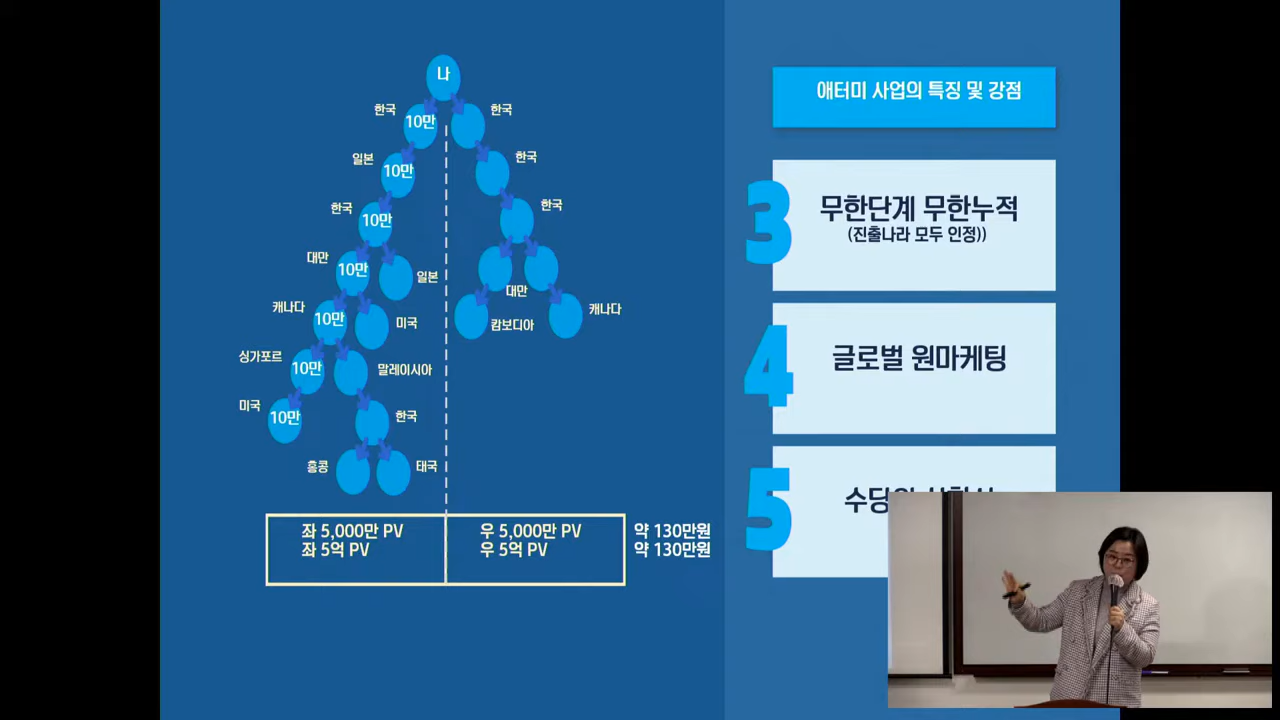 나
한국
10만
한국
일본
10만
한국
한국
10만
한국
대만
10만
일본
대만
캐나다
10만
미국
캄보디아
캐나다
싱가포르
10만
말레이시아
미국
10만
한국
홍콩
태국
좌 5,000만 PV
좌 5억 PV
우 5,000만 PV
우 5억 PV
약 130만원
약 130만원
애터미 사업의 특징 및 강점
3
무한단계 무한누적
(진출나라 모두 인정))
4
글로벌 원마케팅
5